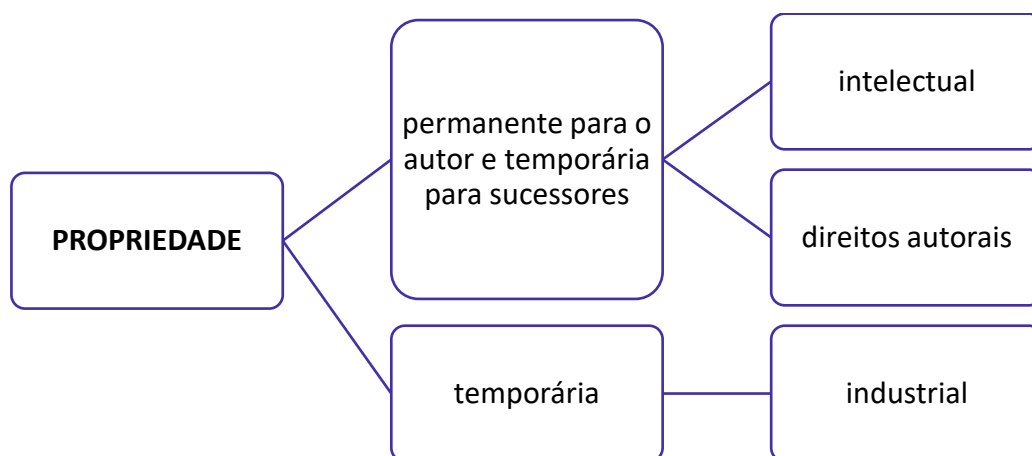 PROPRIEDADE
permanente para o
autor e temporária
para sucessores
intelectual
direitos autorais
temporária
industrial